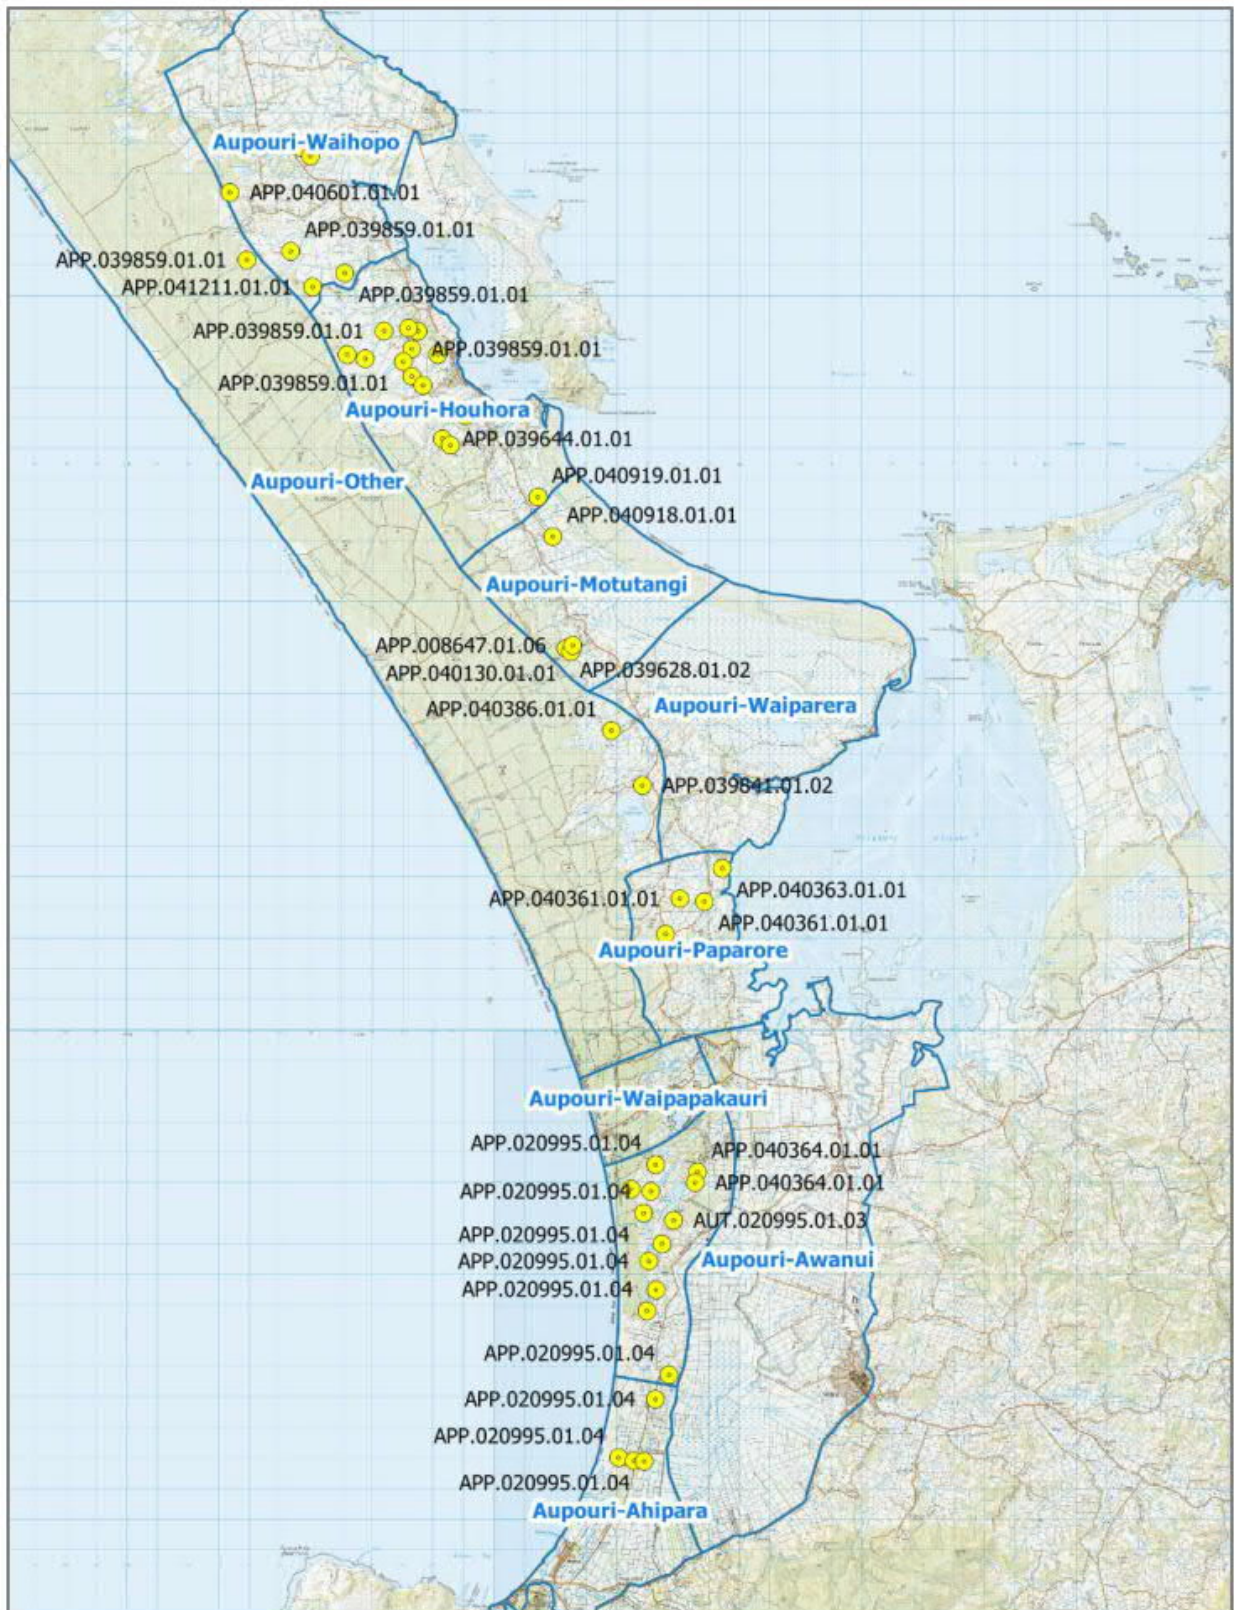 Aupouri-Waihopo
APP.040601.01.01
APP.039859.01.01
APP.039859.01.01
APP.041211.01.01
APP.039859.01.01
APP.039859.01.01
APP.039859.01.01
APP.039859.01.01
Aupouri-Houhora
APP.039644.01.01
APP.040919.01.01
Aupouri-Other
APP.040918.01.01
Aupouri-Motutangi
APP.008647.01.06
APP.039628.01.02
APP.040130.01.01
Aupouri-Waiparera
APP.040386.01.01
APP.039841.01.02
APP.040363.01.01
APP.040361.01.01
APP.040361.01.01
Aupouri-Paparore
Aupouri-Waipapakauri
APP.020995.01.04
APP.040364.01.01
APP.040364.01.01
APP.020995.01.04
AUT.020995.01.03
APP.020995.01.04
APP.020995.01.04
Aupouri-Awanui
APP.020995.01.04
APP.020995.01.04
APP.020995.01.04
APP.020995.01.04
APP.020995.01.04
Aupouri-Ahipara